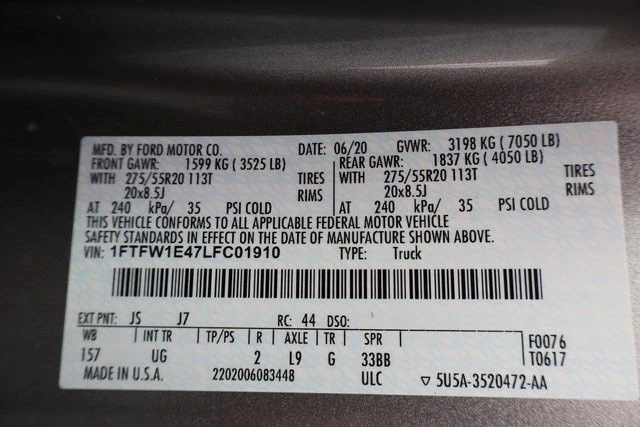 MFD. BY FORD MOTOR CO. DATE: 06/20 GVWR: 3198 KG ( 7050 LB)
FRONT GAWR: 1599 KG ( 3525 LB) REAR GAWR: 1837 KG ( 4050 LB)
WITH 275/55R20 113T TIRES WITH 275/55R20 113T TIRES
20x8.5J RIMS 20x8.5J RIMS
AT 240 kPa/ 35 PSI COLD AT 240 kPa/ 35 PSI COLD
THIS VEHICLE CONFORMS TO ALL APPLICABLE FEDERAL MOTOR VEHICLE
SAFETY STANDARDS IN EFFECT ON THE DATE OF MANUFACTURE SHOWN ABOVE.
VIN: 1FTFW1E47LFC01910 TYPE: Truck
EXT PNT: JS J7 RC: 44 DSO:
WB INT TR TP/PS R AXLE TR SPR F0076
157 UG 2 L9 G 33BB T0617
MADE IN U.S.A. 2202006083448 ULC ▽ 5U5A-3520472-AA